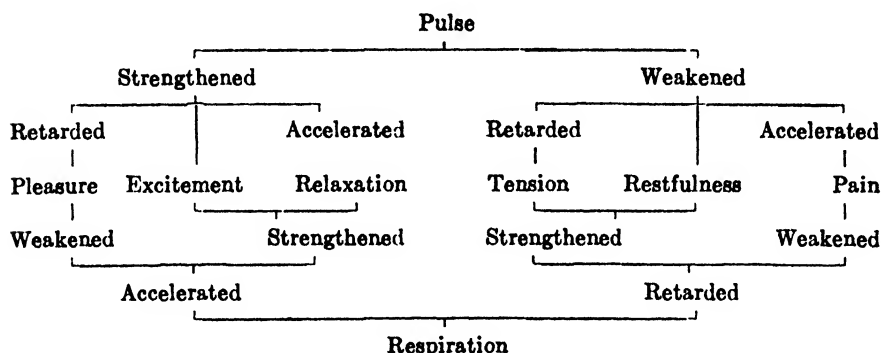 Pulse
Strengthened Weakened
Retarded Accelerated Retarded Accelerated
Pleasure Excitement Relaxation Tension Restfulness Pain
Weakened Strengthened Strengthened Weakened
Accelerated Retarded
Respiration